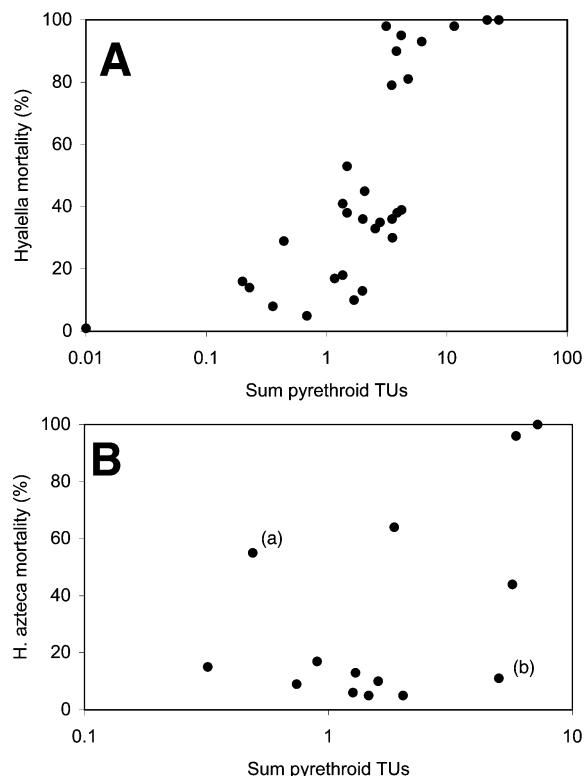 100
A
80
Hyalella mortality (%)
60
40
20
0
0.01 0.1 1 10 100
Sum pyrethroid TUs
100
B
80
H. azteca mortality (%)
60
(a)
40
20
(b)
0
0.1 1 10
Sum pyrethroid TUs